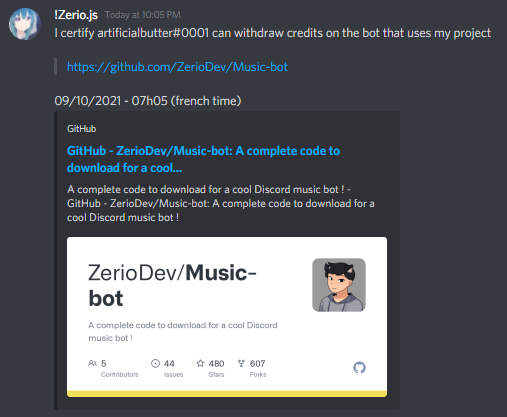 !Zerio.js Today at 10:05 PM
I certify artificialbutter#0001 can withdraw credits on the bot that uses my project
https://github.com/ZerioDev/Music-bot
09/10/2021 - 07h05 (french time)
GitHub
GitHub - ZerioDev/Music-bot: A complete code to
download for a cool...
A complete code to download for a cool Discord music bot ! -
GitHub - ZerioDev/Music-bot: A complete code to download for a
cool Discord music bot !
ZerioDev/Music-
bot
A complete code to download for a cool Discord
music bot !
5 44 480 607
Contributors Issues Stars Forks